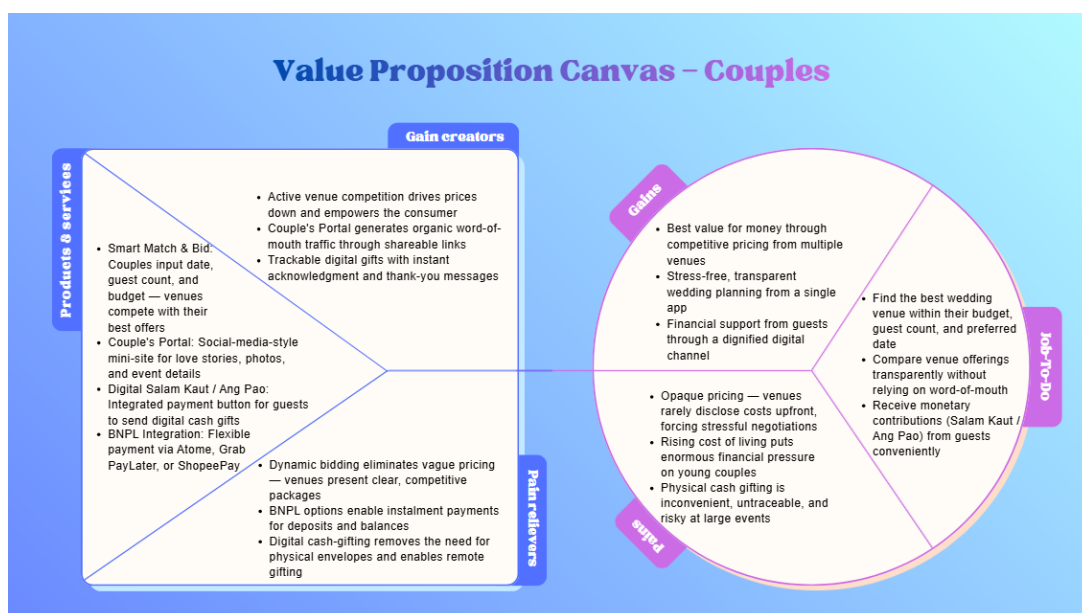 Value Proposition Canvas – Couples
Gain creators
Products & services
• Active venue competition drives prices
down and empowers the consumer
• Couple's Portal generates organic word-of-
mouth traffic through shareable links
• Trackable digital gifts with instant
acknowledgment and thank-you messages
• Smart Match & Bid:
Couples input date,
guest count, and
budget — venues
compete with their
best offers
• Couple's Portal: Social-media-style
mini-site for love stories, photos,
and event details
• Digital Salam Kaut / Ang Pao:
Integrated payment button for guests
to send digital cash gifts
• BNPL Integration: Flexible
payment via Atome, Grab
PayLater, or ShopeePay
• Dynamic bidding eliminates vague pricing
— venues present clear, competitive
packages
• BNPL options enable instalment payments
for deposits and balances
• Digital cash-gifting removes the need for
physical envelopes and enables remote
gifting
Pain relievers
Gains
• Best value for money through
competitive pricing from multiple
venues
• Stress-free, transparent
wedding planning from a single
app
• Financial support from guests
through a dignified digital
channel
• Find the best wedding
venue within their budget,
guest count, and preferred
date
• Compare venue offerings
transparently without
relying on word-of-mouth
• Receive monetary
contributions (Salam Kaut /
Ang Pao) from guests
conveniently
Job-To-Do
• Opaque pricing — venues
rarely disclose costs upfront,
forcing stressful negotiations
• Rising cost of living puts
enormous financial pressure
on young couples
• Physical cash gifting is
inconvenient, untraceable, and
risky at large events
Pains